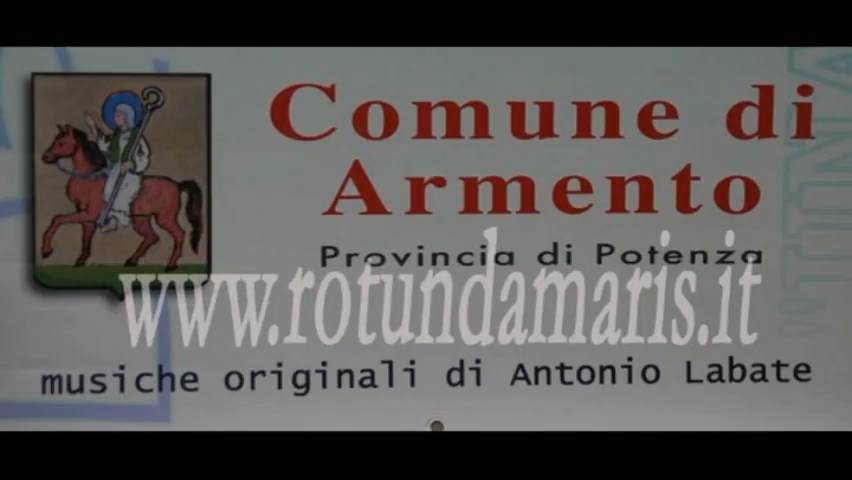 Comune di
Armento
Provincia di Potenza
www.rotundamaris.it
musiche originali di Antonio Labate